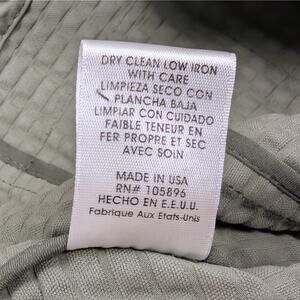 DRY CLEAN LOW IRON
WITH CARE
LIMPIEZA SECO CON
PLANCHA BAJA
LIMPIAR CON CUIDADO
FAIBLE TENEUR EN
FER PROPRE ET SEC
AVEC SOIN
MADE IN USA
RN# 105896
HECHO EN E.E.U.U.
Fabrique Aux Etats-Unis